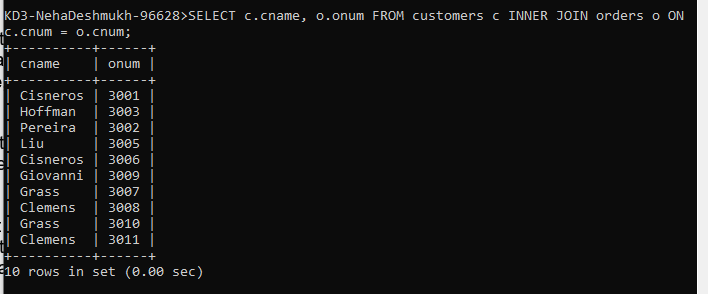 KD3-NehaDeshmukh-96628>SELECT c.cname, o.onum FROM customers c INNER JOIN orders o ON
c.cnum = o.cnum;
+----------+------+
| cname    | onum |
+----------+------+
| Cisneros | 3001 |
| Hoffman  | 3003 |
| Pereira  | 3002 |
| Liu      | 3005 |
| Cisneros | 3006 |
| Giovanni | 3009 |
| Grass    | 3007 |
| Clemens  | 3008 |
| Grass    | 3010 |
| Clemens  | 3011 |
+----------+------+
10 rows in set (0.00 sec)